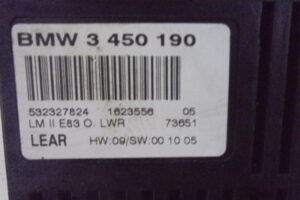 BMW 3 450 190
532327824 1623556 05
LM II E83 O. LWR 73651
LEAR HW:09/SW:00 10 05